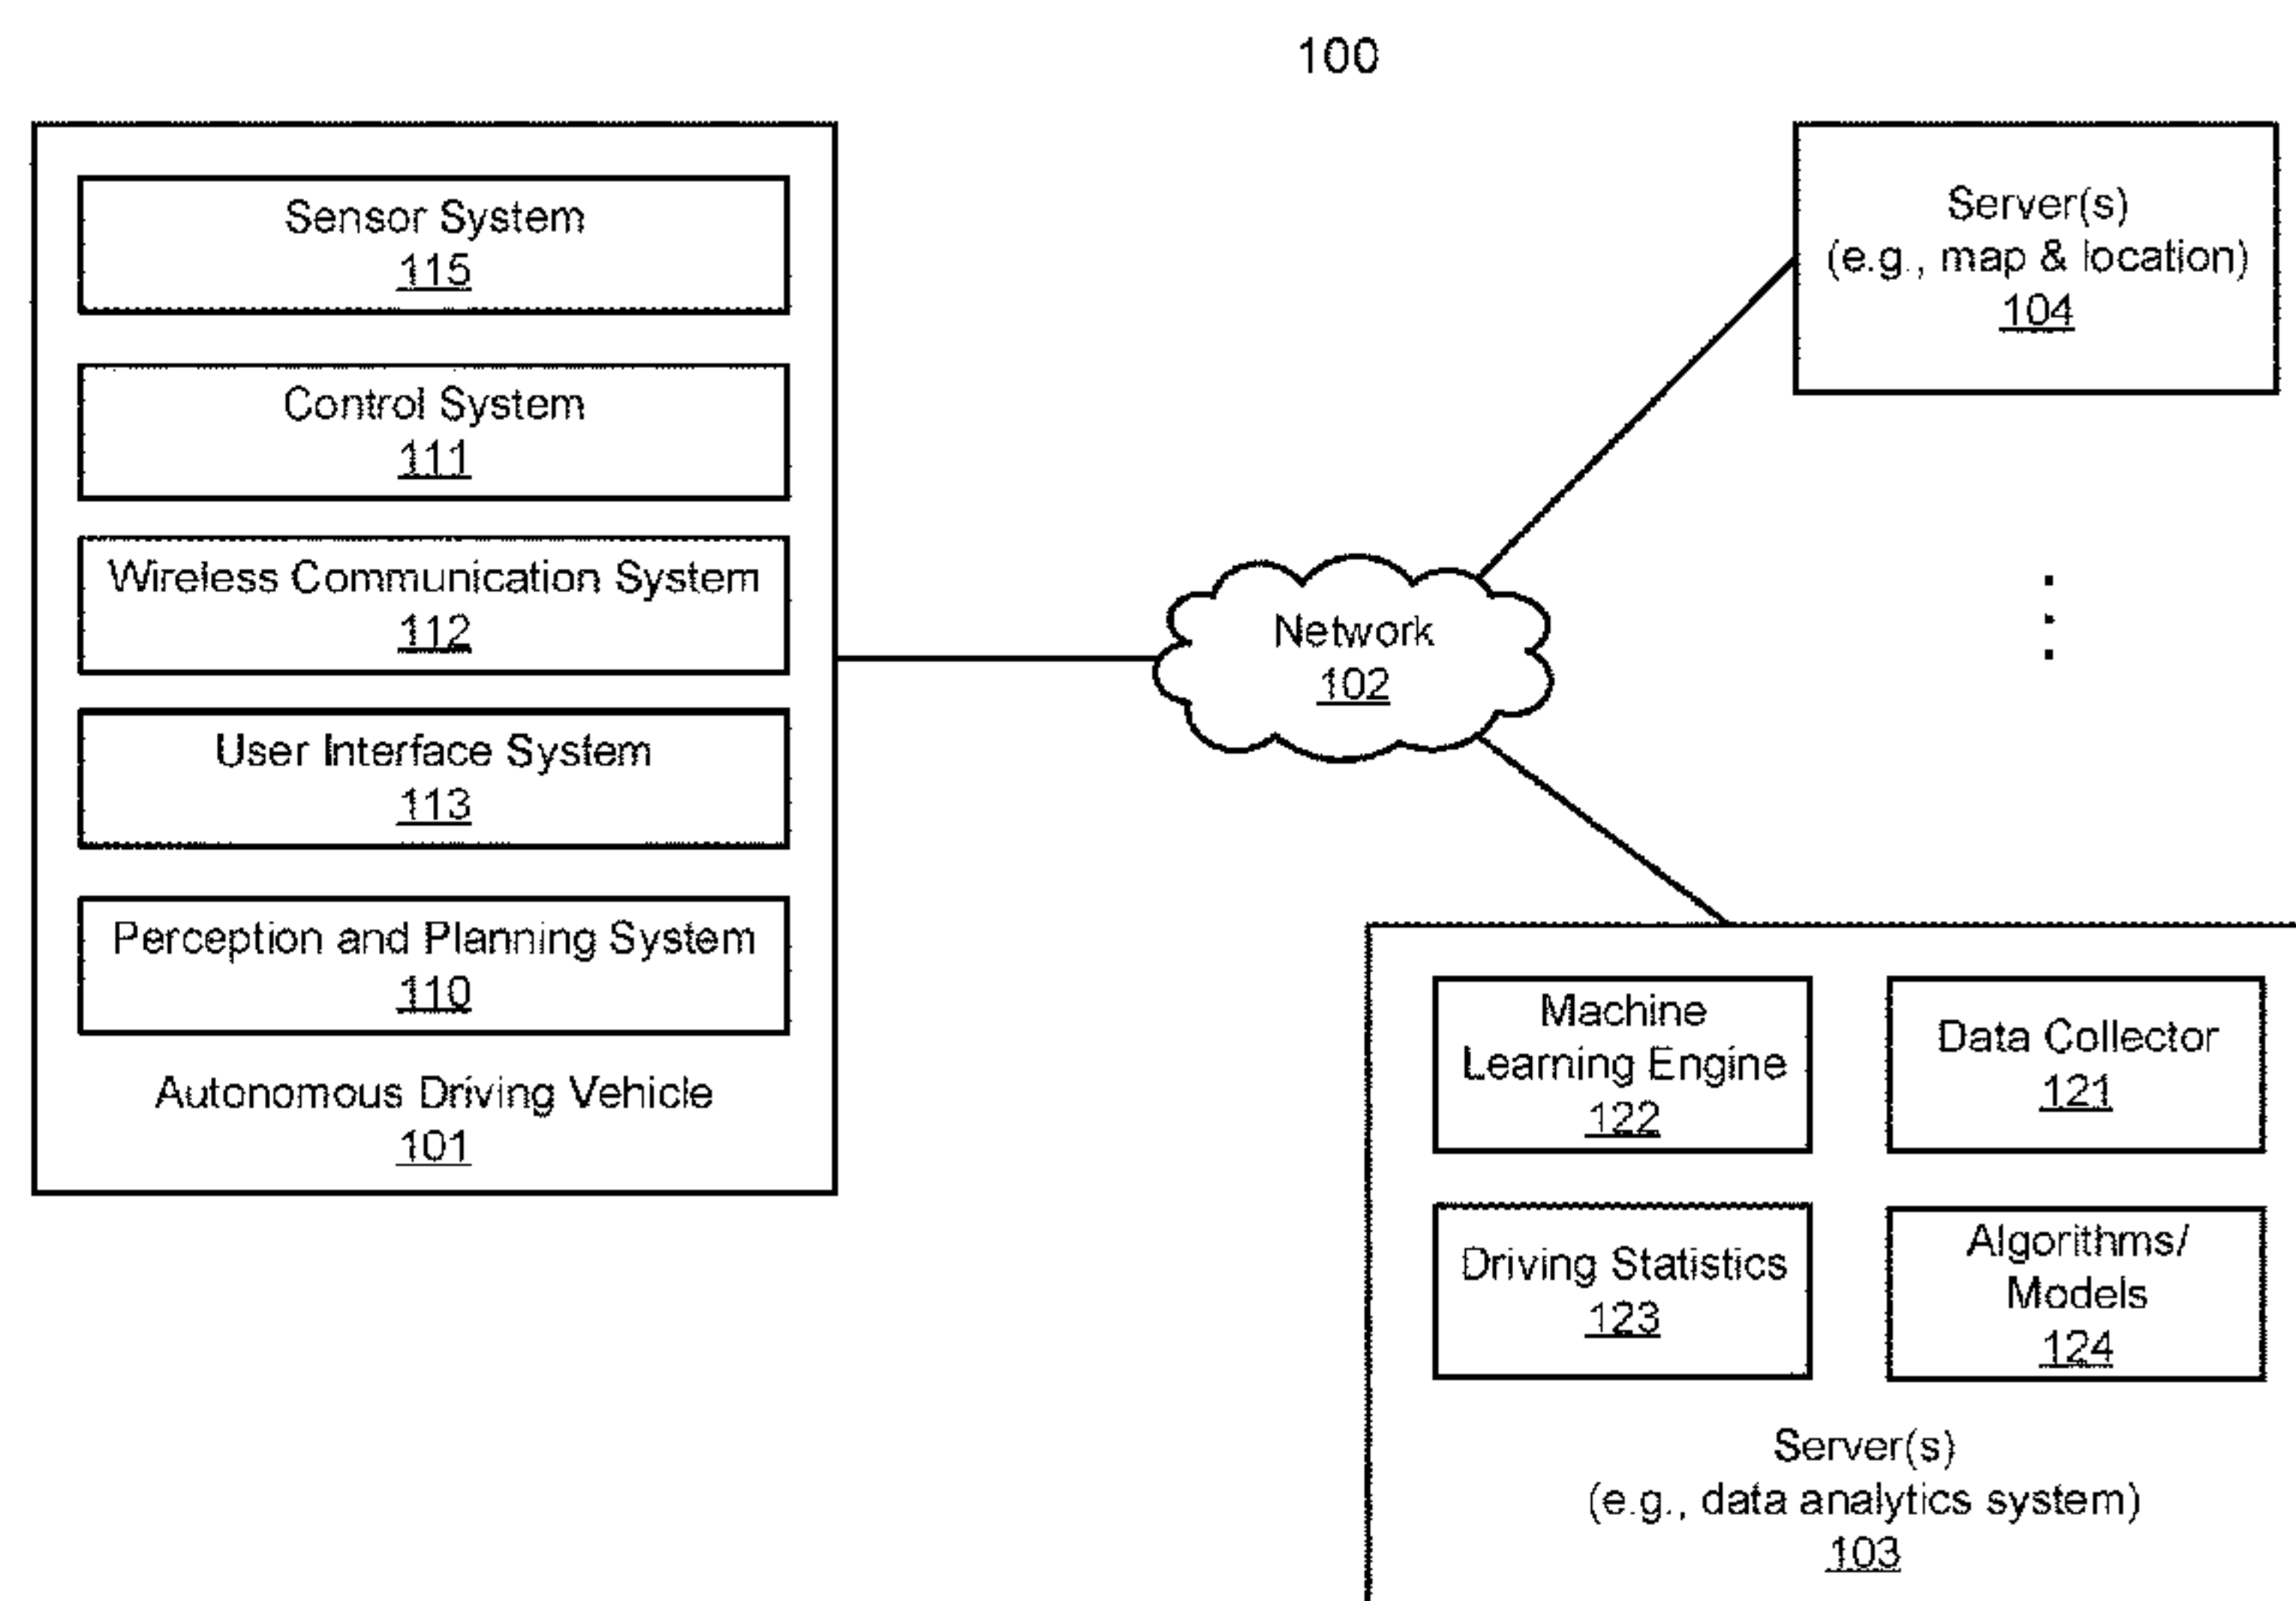 100
Sensor System
115
Control System
111
Wireless Communication System
112
User Interface System
113
Perception and Planning System
110
Autonomous Driving Vehicle
101
Network
102
Server(s)
(e.g., map & location)
104
Machine
Learning Engine
122
Data Collector
121
Driving Statistics
123
Algorithms/
Models
124
Server(s)
(e.g., data analytics system)
103